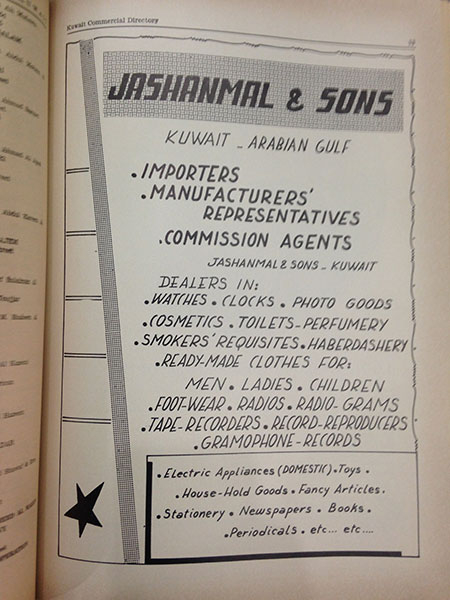 Kuwait Commercial Directory
JASHANMAL & SONS
KUWAIT - ARABIAN GULF
. IMPORTERS
. MANUFACTURERS'
REPRESENTATIVES
. COMMISSION AGENTS
JASHANMAL & SONS - KUWAIT
DEALERS IN:
. WATCHES . CLOCKS . PHOTO GOODS
. COSMETICS . TOILETS-PERFUMERY
. SMOKERS' REQUISITES . HABERDASHERY
. READY-MADE CLOTHES FOR:
MEN . LADIES . CHILDREN
. FOOT-WEAR . RADIOS . RADIO-GRAMS
. TAPE-RECORDERS . RECORD-REPRODUCERS
. GRAMOPHONE-RECORDS
. Electric Appliances (DOMESTIC) . Toys .
. House-Hold Goods . Fancy Articles .
. Stationery . Newspapers . Books .
. Periodicals . etc... etc....